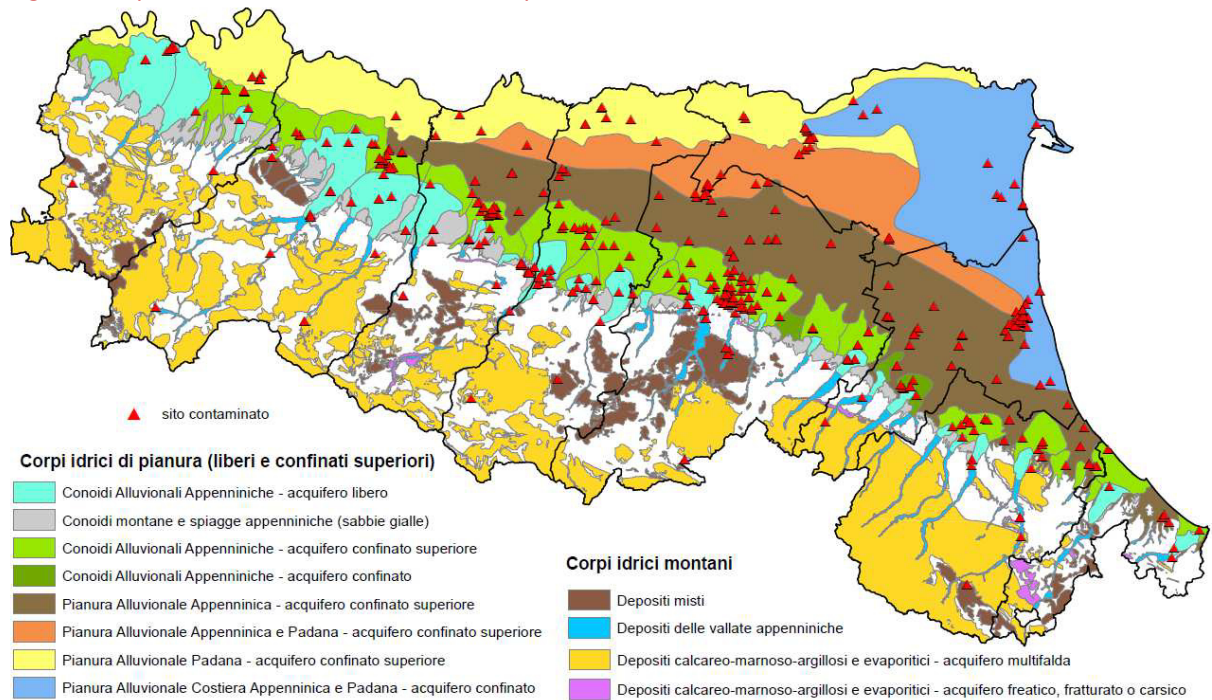 sito contaminato
Corpi idrici di pianura (liberi e confinati superiori)
Conoidi Alluvionali Appenniniche - acquifero libero
Conoidi montane e spiagge appenniniche (sabbie gialle)
Conoidi Alluvionali Appenniniche - acquifero confinato superiore
Conoidi Alluvionali Appenniniche - acquifero confinato
Pianura Alluvionale Appenninica - acquifero confinato superiore
Pianura Alluvionale Appenninica e Padana - acquifero confinato superiore
Pianura Alluvionale Padana - acquifero confinato superiore
Pianura Alluvionale Costiera Appenninica e Padana - acquifero confinato
Corpi idrici montani
Depositi misti
Depositi delle vallate appenniniche
Depositi calcareo-marnoso-argillosi e evaporitici - acquifero multifalda
Depositi calcareo-marnoso-argillosi e evaporitici - acquifero freatico, fratturato o carsico